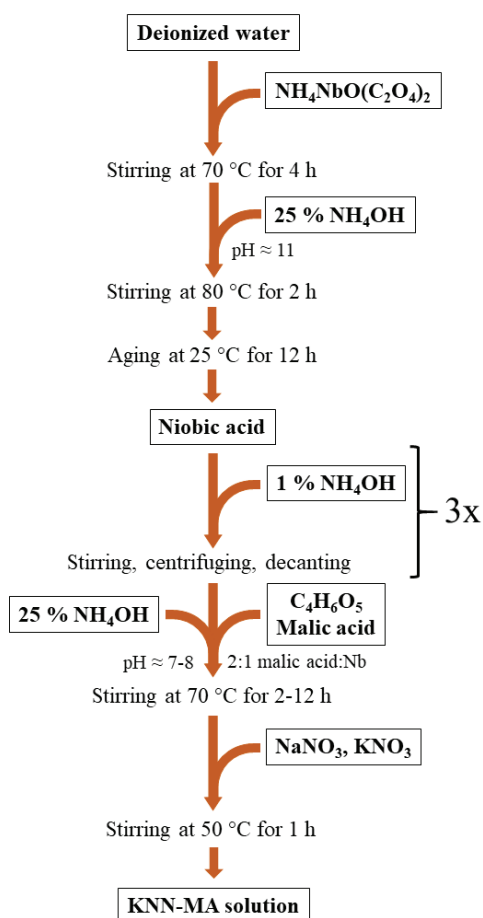 Deionized water
NH₄NbO(C₂O₄)₂
Stirring at 70 °C for 4 h
25 % NH₄OH
pH ≈ 11
Stirring at 80 °C for 2 h
Aging at 25 °C for 12 h
Niobic acid
1 % NH₄OH
3x
Stirring, centrifuging, decanting
25 % NH₄OH
C₄H₆O₅
Malic acid
pH ≈ 7-8
2:1 malic acid:Nb
Stirring at 70 °C for 2-12 h
NaNO₃, KNO₃
Stirring at 50 °C for 1 h
KNN-MA solution